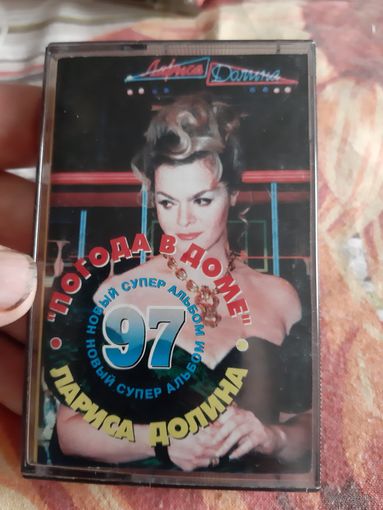 Лариса Долина
"ПОГОДА В ДОМЕ"
НОВЫЙ СУПЕР АЛЬБОМ
97
НОВЫЙ СУПЕР АЛЬБОМ
ЛАРИСА ДОЛИНА